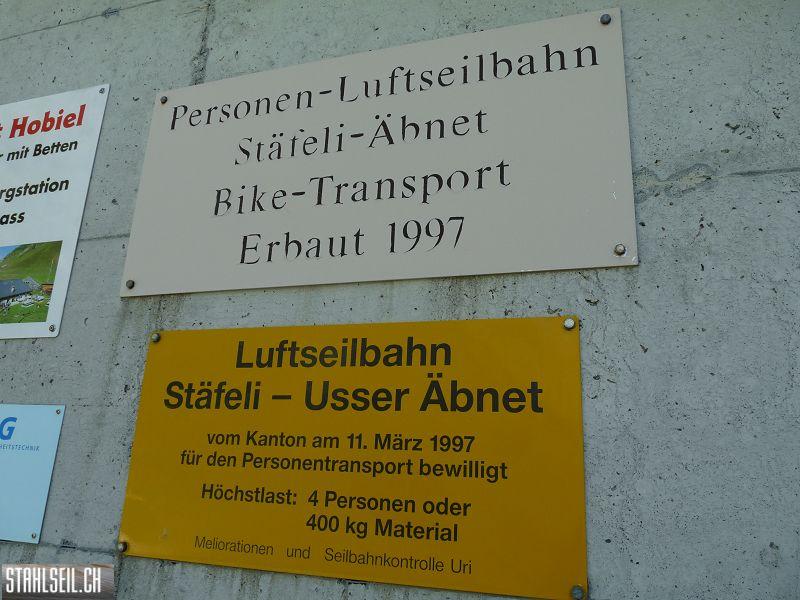 Hobiel
mit Betten
Personen-Luftseilbahn
Stäfeli-Äbnet
Bike-Transport
Erbaut 1997
Luftseilbahn
Stäfeli – Usser Äbnet
vom Kanton am 11. März 1997
für den Personentransport bewilligt
Höchstlast: 4 Personen oder
400 kg Material
Meliorationen und Seilbahnkontrolle Uri
G
STAHLSEIL.CH